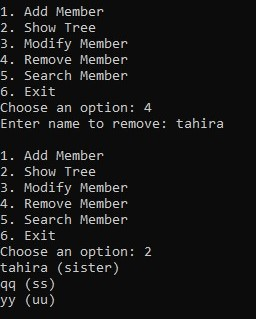 1. Add Member
2. Show Tree
3. Modify Member
4. Remove Member
5. Search Member
6. Exit
Choose an option: 4
Enter name to remove: tahira

1. Add Member
2. Show Tree
3. Modify Member
4. Remove Member
5. Search Member
6. Exit
Choose an option: 2
tahira (sister)
qq (ss)
yy (uu)